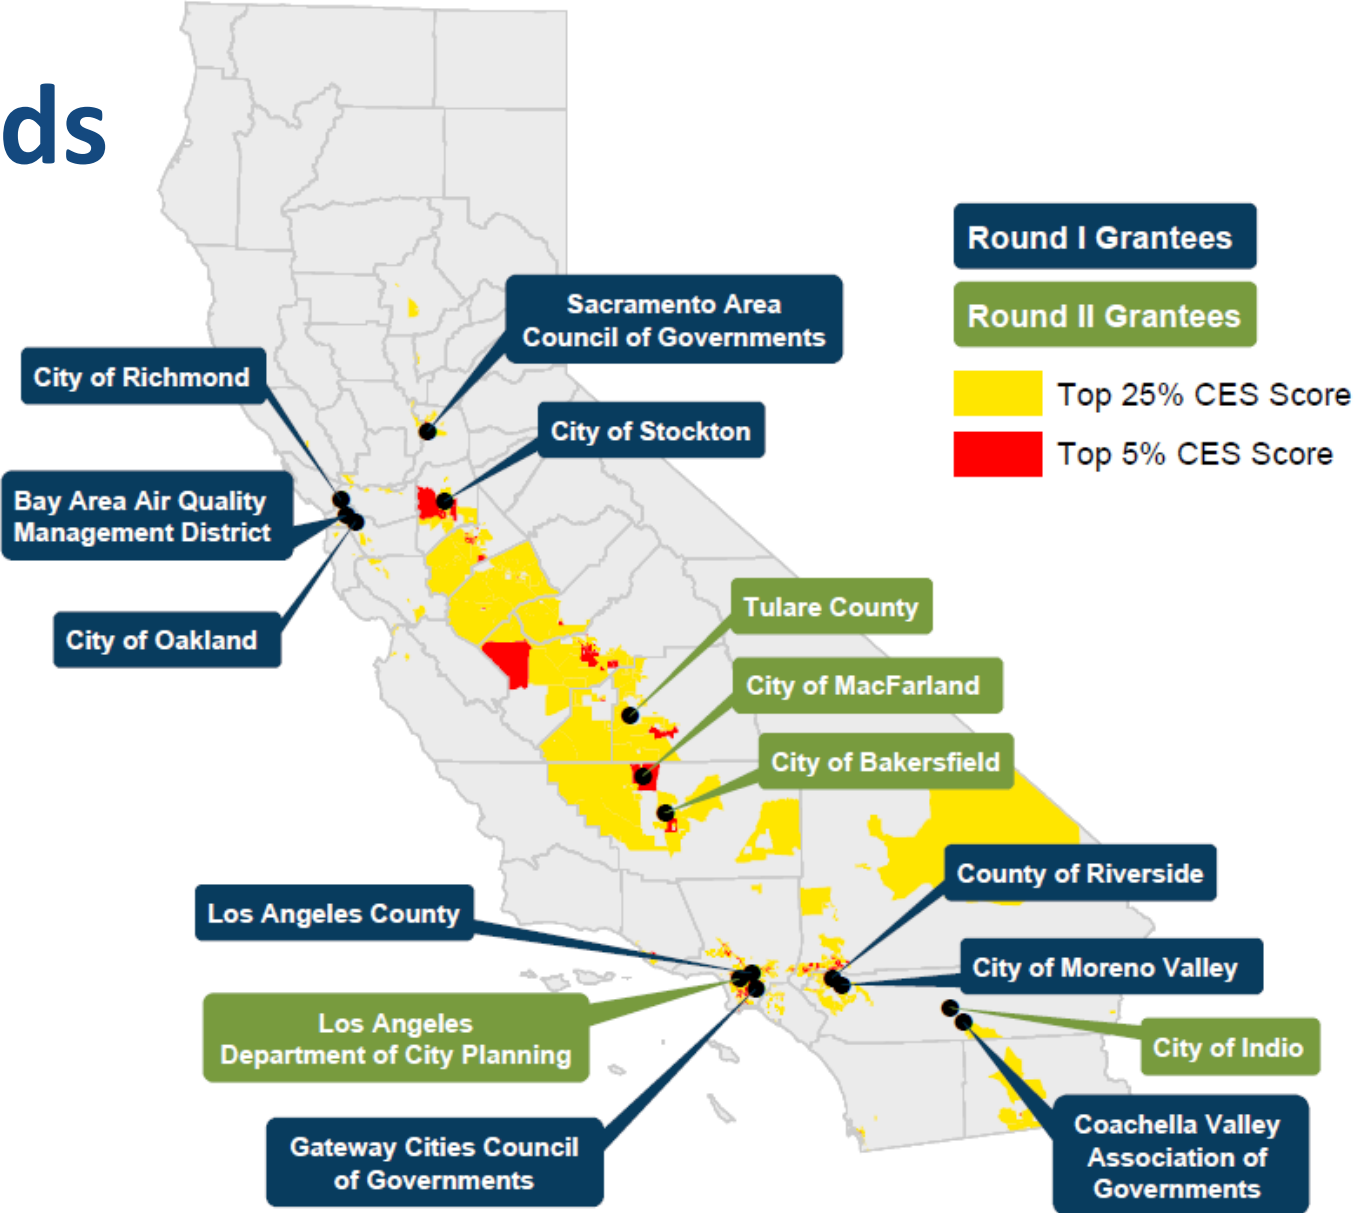 ds
Round I Grantees
Round II Grantees
Top 25% CES Score
Top 5% CES Score
Sacramento Area
Council of Governments
City of Richmond
City of Stockton
Bay Area Air Quality
Management District
City of Oakland
Tulare County
City of MacFarland
City of Bakersfield
County of Riverside
Los Angeles County
City of Moreno Valley
Los Angeles
Department of City Planning
City of Indio
Gateway Cities Council
of Governments
Coachella Valley
Association of
Governments